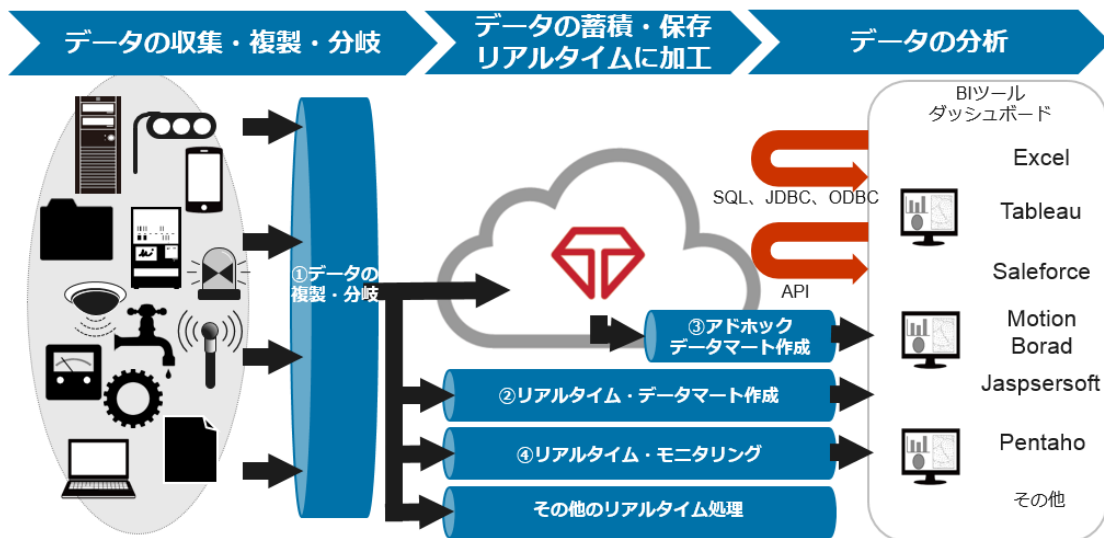 データの収集・複製・分岐
データの蓄積・保存
リアルタイムに加工
データの分析
①データの
複製・分岐
SQL、JDBC、ODBC
API
③アドホック
データマート作成
②リアルタイム・データマート作成
④リアルタイム・モニタリング
その他のリアルタイム処理
BIツール
ダッシュボード
Excel
Tableau
Saleforce
Motion
Borad
Jaspsersoft
Pentaho
その他